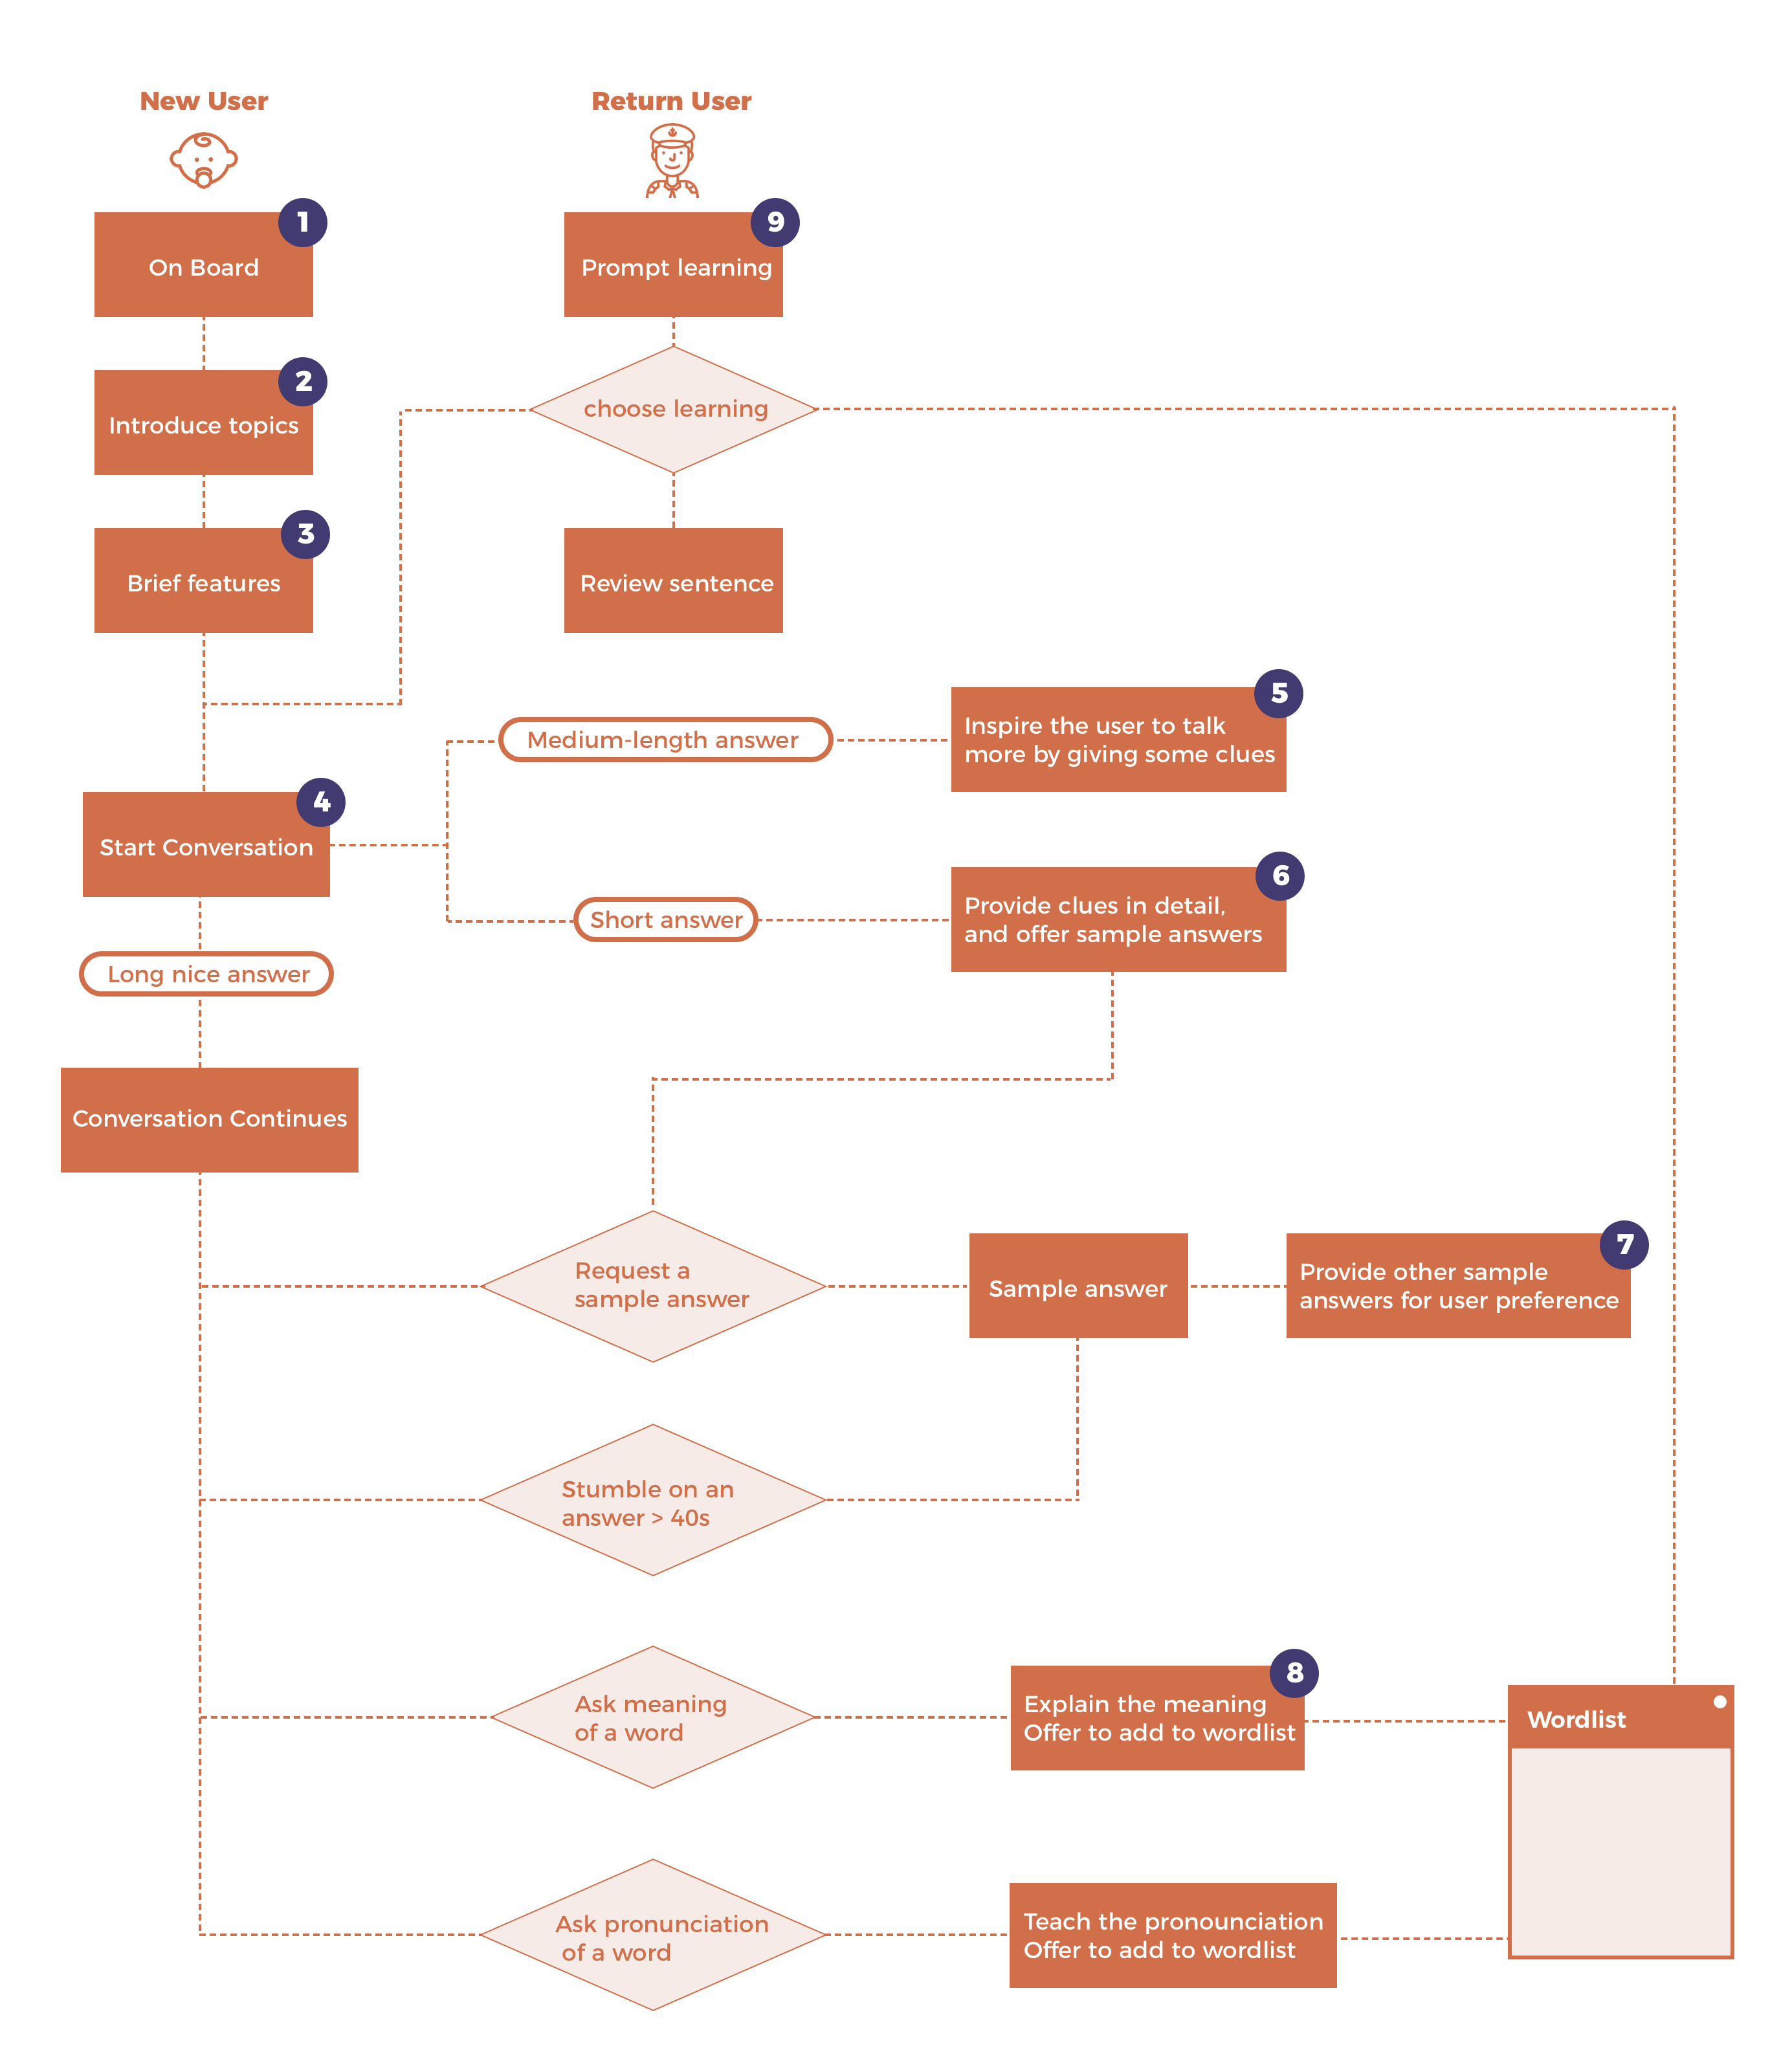 New User
Return User
1
9
On Board
Prompt learning
2
Introduce topics
choose learning
3
Brief features
Review sentence
5
Medium-length answer
Inspire the user to talk
more by giving some clues
4
Start Conversation
6
Short answer
Provide clues in detail,
and offer sample answers
Long nice answer
Conversation Continues
Request a
sample answer
Sample answer
7
Provide other sample
answers for user preference
Stumble on an
answer > 40s
Ask meaning
of a word
8
Explain the meaning
Offer to add to wordlist
Wordlist
Ask pronunciation
of a word
Teach the pronounciation
Offer to add to wordlist